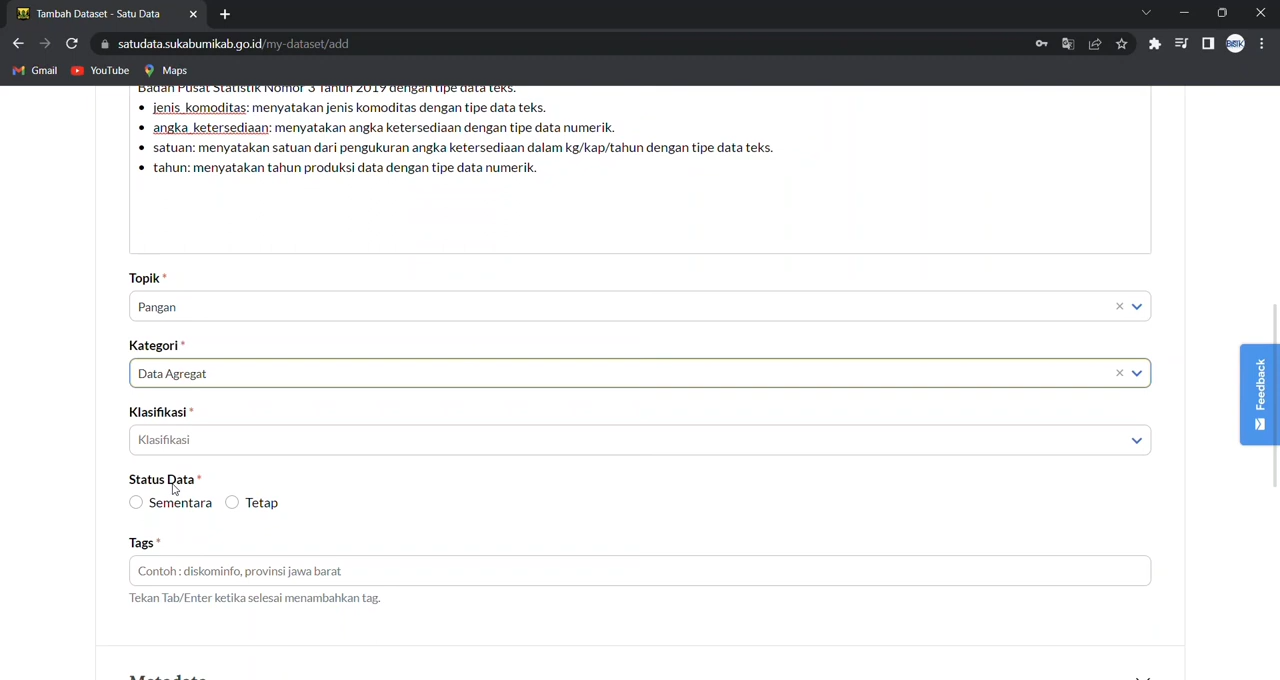 Tambah Dataset - Satu Data
satudata.sukabumikab.go.id/my-dataset/add
Gmail YouTube Maps
Badan Pusat Statistik Nomor 3 Tahun 2019 dengan tipe data teks.
• jenis_komoditas: menyatakan jenis komoditas dengan tipe data teks.
• angka_ketersediaan: menyatakan angka ketersediaan dengan tipe data numerik.
• satuan: menyatakan satuan dari pengukuran angka ketersediaan dalam kg/kap/tahun dengan tipe data teks.
• tahun: menyatakan tahun produksi data dengan tipe data numerik.
Topik *
Pangan
Kategori *
Data Agregat
Feedback
Klasifikasi *
Klasifikasi
Status Data *
Sementara Tetap
Tags *
Contoh : diskominfo, provinsi jawa barat
Tekan Tab/Enter ketika selesai menambahkan tag.
Metadata